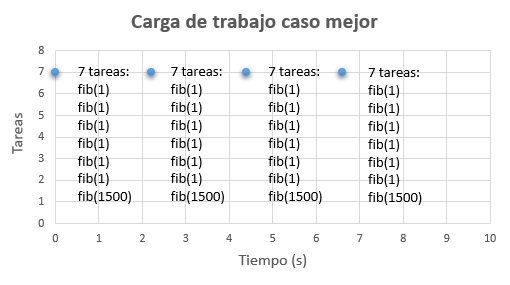 Carga de trabajo caso mejor
Tareas
8
7
6
5
4
3
2
1
0
7 tareas:
fib(1)
fib(1)
fib(1)
fib(1)
fib(1)
fib(1)
fib(1500)
7 tareas:
fib(1)
fib(1)
fib(1)
fib(1)
fib(1)
fib(1)
fib(1500)
7 tareas:
fib(1)
fib(1)
fib(1)
fib(1)
fib(1)
fib(1)
fib(1500)
7 tareas:
fib(1)
fib(1)
fib(1)
fib(1)
fib(1)
fib(1)
fib(1500)
0 1 2 3 4 5 6 7 8 9 10
Tiempo (s)